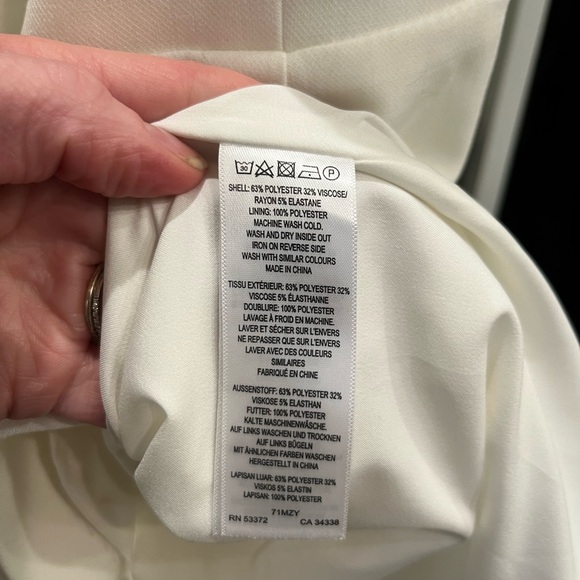 30 P
SHELL: 63% POLYESTER 32% VISCOSE/
RAYON 5% ELASTANE
LINING: 100% POLYESTER
MACHINE WASH COLD.
WASH AND DRY INSIDE OUT
IRON ON REVERSE SIDE
WASH WITH SIMILAR COLOURS
MADE IN CHINA
TISSU EXTÉRIEUR: 63% POLYESTER 32%
VISCOSE 5% ÉLASTHANNE
DOUBLURE: 100% POLYESTER
LAVAGE À FROID EN MACHINE.
LAVER ET SÉCHER SUR L'ENVERS
NE REPASSER QUE SUR L'ENVERS
LAVER AVEC DES COULEURS
SIMILAIRES
FABRIQUÉ EN CHINE
AUSSENSTOFF: 63% POLYESTER 32%
VISKOSE 5% ELASTHAN
FUTTER: 100% POLYESTER
KALTE MASCHINENWÄSCHE.
AUF LINKS WASCHEN UND TROCKNEN
AUF LINKS BÜGELN
MIT ÄHNLICHEN FARBEN WASCHEN
HERGESTELLT IN CHINA
LAPISAN LUAR: 63% POLYESTER 32%
VISKOS 5% ELASTIN
LAPISAN: 100% POLYESTER
71MZY
RN 53372 CA 34338